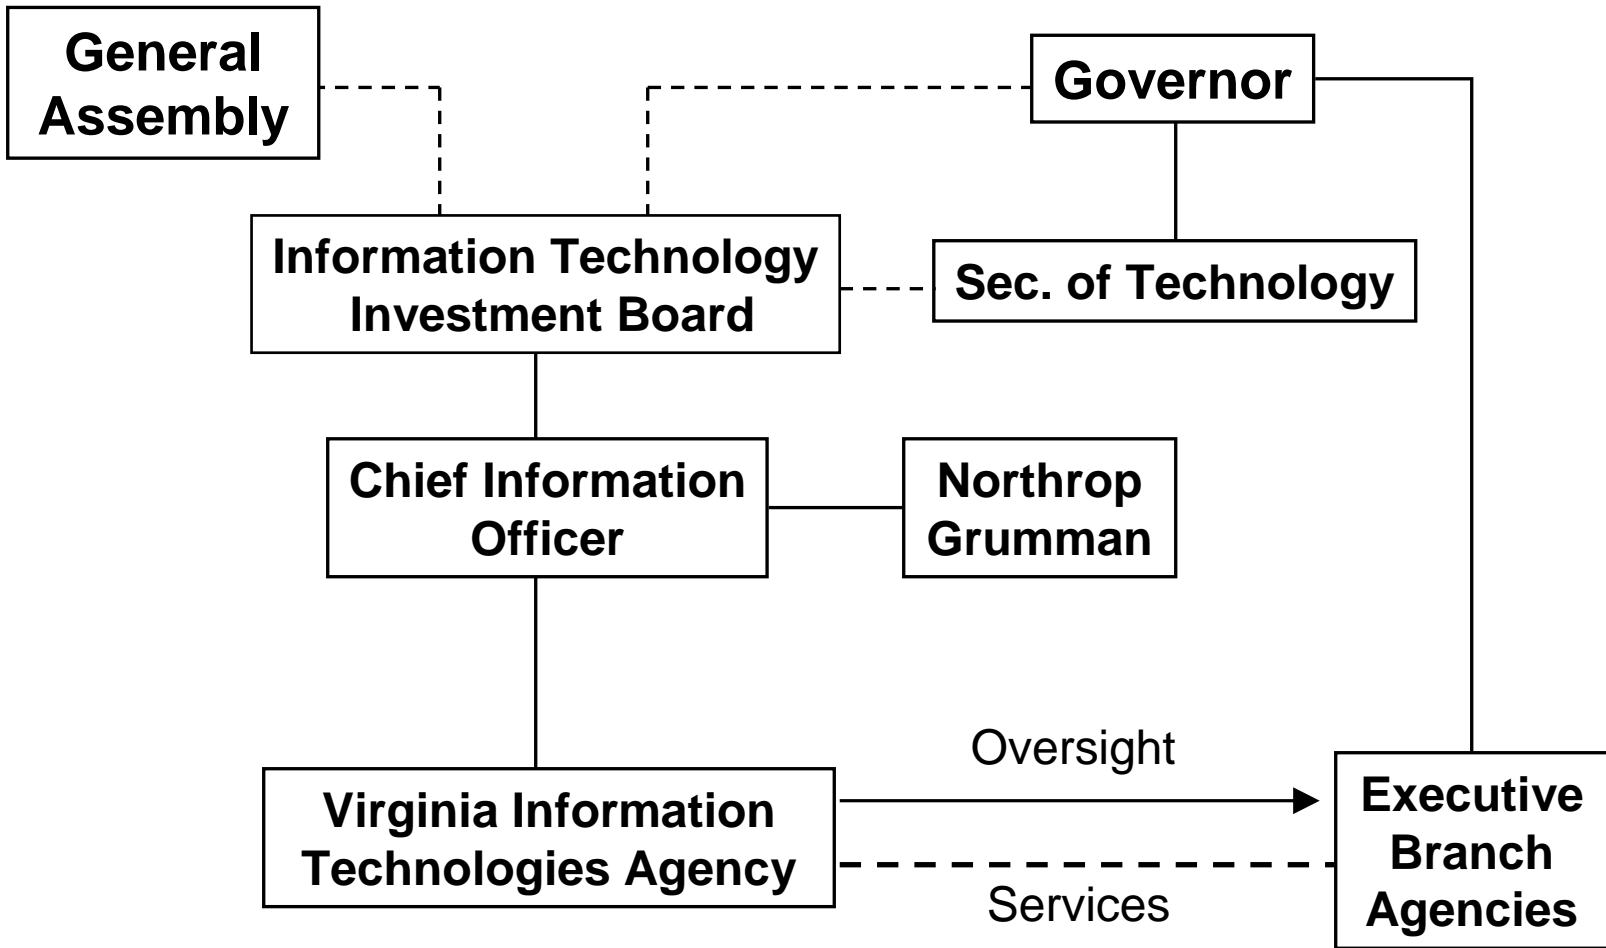 General
Assembly
Governor
Information Technology
Investment Board
Sec. of Technology
Chief Information
Officer
Northrop
Grumman
Oversight
Virginia Information
Technologies Agency
Services
Executive
Branch
Agencies